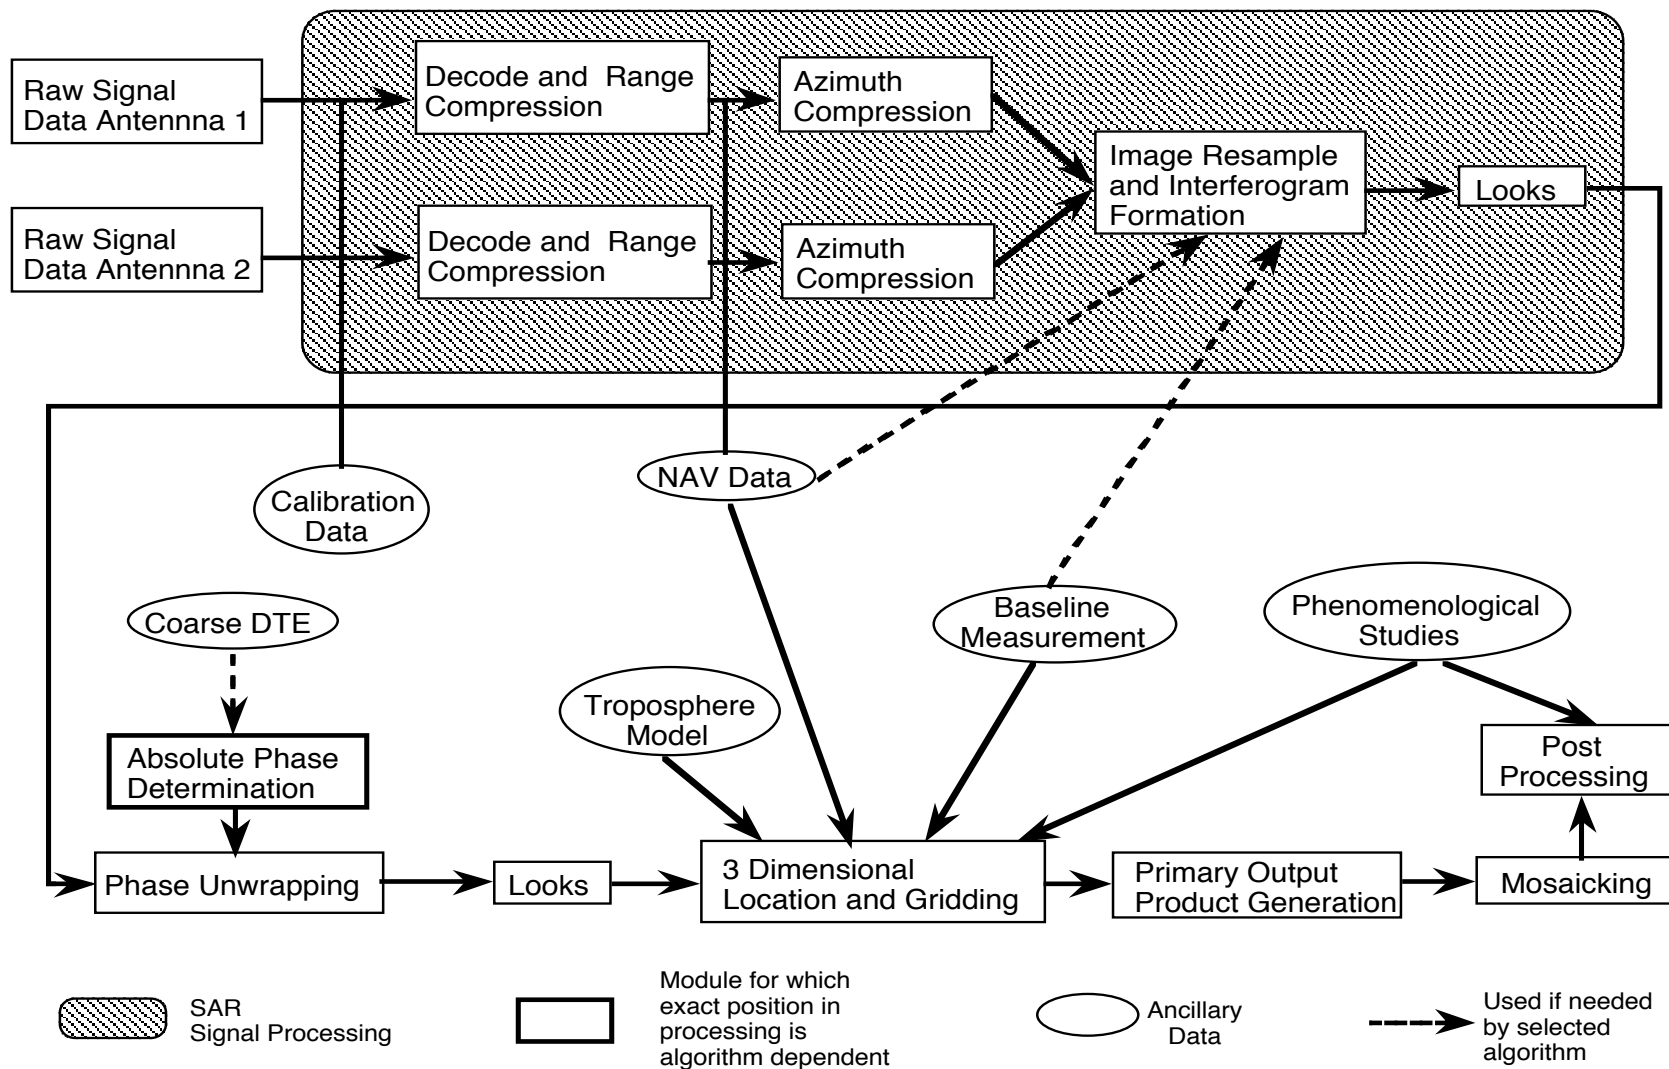 Raw Signal
Data Antennna 1
Decode and Range
Compression
Azimuth
Compression
Image Resample
and Interferogram
Formation
Looks
Raw Signal
Data Antennna 2
Decode and Range
Compression
Azimuth
Compression
Calibration
Data
NAV Data
Coarse DTE
Baseline
Measurement
Phenomenological
Studies
Troposphere
Model
Absolute Phase
Determination
Post
Processing
Phase Unwrapping
Looks
3 Dimensional
Location and Gridding
Primary Output
Product Generation
Mosaicking
SAR
Signal Processing
Module for which
exact position in
processing is
algorithm dependent
Ancillary
Data
Used if needed
by selected
algorithm